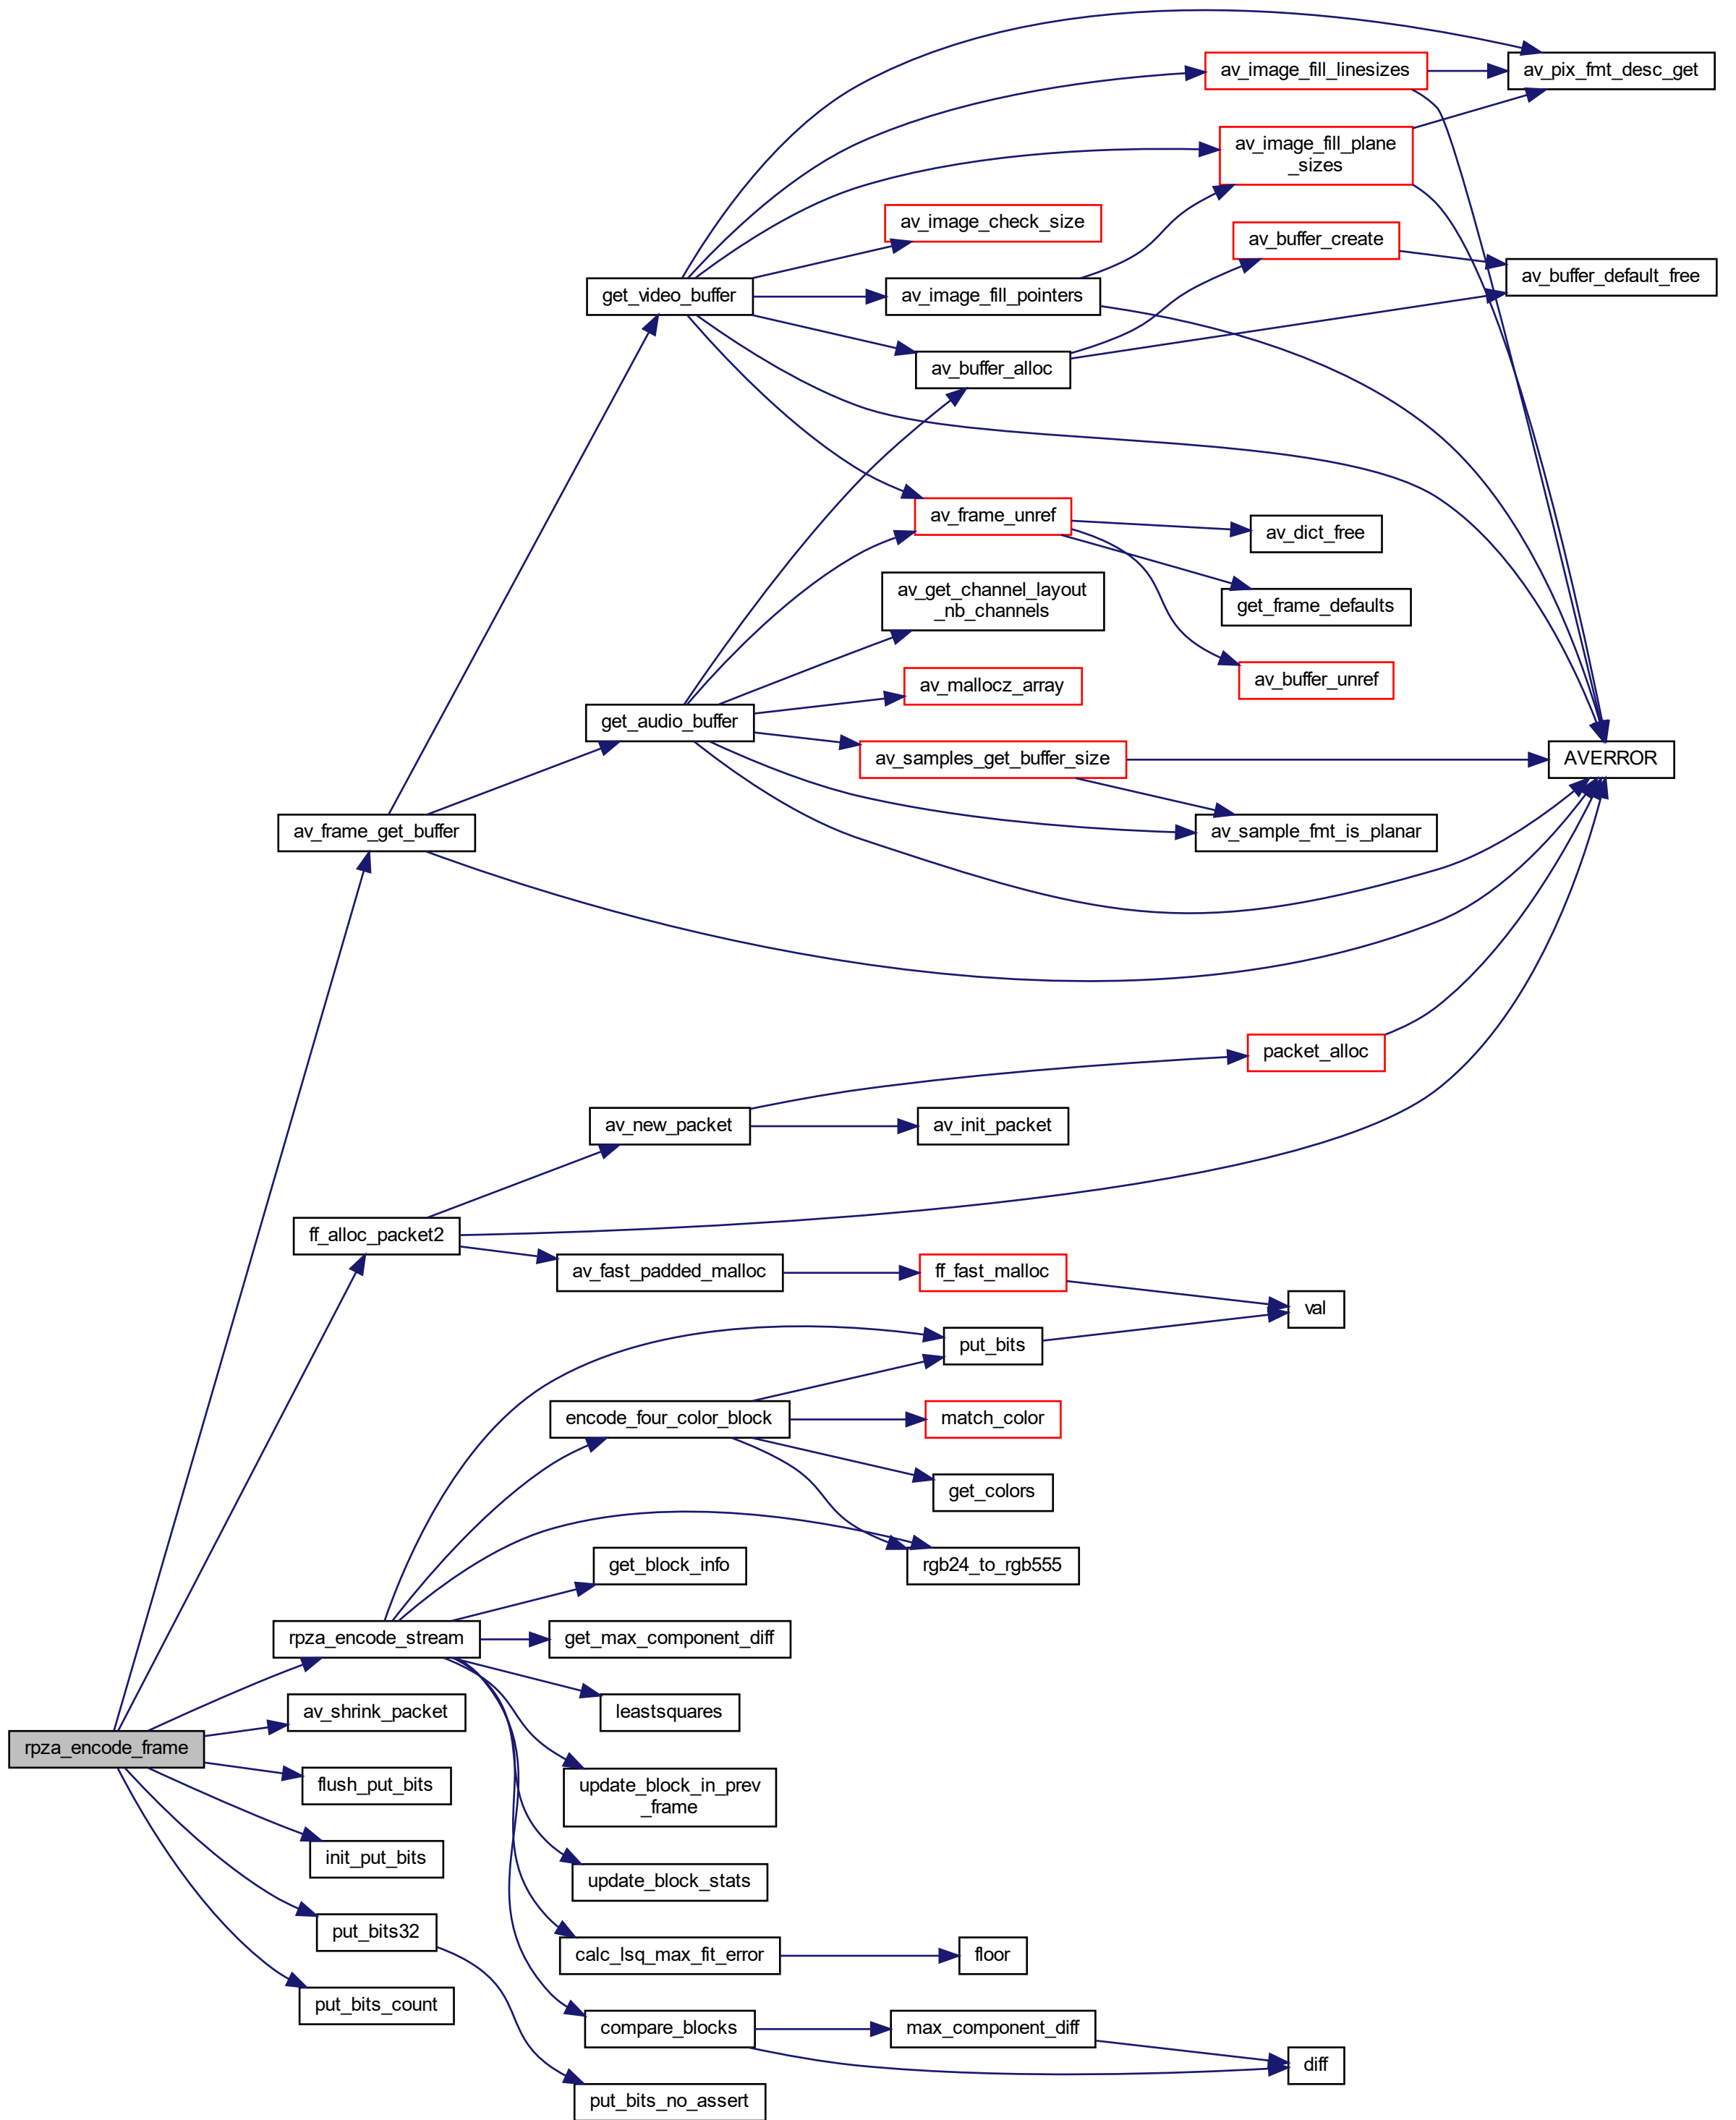 av_image_fill_linesizes
av_pix_fmt_desc_get
av_image_fill_plane
_sizes
av_image_check_size
av_buffer_create
av_buffer_default_free
get_video_buffer
av_image_fill_pointers
av_buffer_alloc
av_frame_unref
av_dict_free
av_get_channel_layout
_nb_channels
get_frame_defaults
av_mallocz_array
av_buffer_unref
get_audio_buffer
av_samples_get_buffer_size
AVERROR
av_frame_get_buffer
av_sample_fmt_is_planar
packet_alloc
av_new_packet
av_init_packet
ff_alloc_packet2
av_fast_padded_malloc
ff_fast_malloc
val
put_bits
encode_four_color_block
match_color
get_colors
get_block_info
rgb24_to_rgb555
rpza_encode_stream
get_max_component_diff
av_shrink_packet
leastsquares
rpza_encode_frame
flush_put_bits
update_block_in_prev
_frame
init_put_bits
update_block_stats
put_bits32
calc_lsq_max_fit_error
floor
put_bits_count
compare_blocks
max_component_diff
diff
put_bits_no_assert